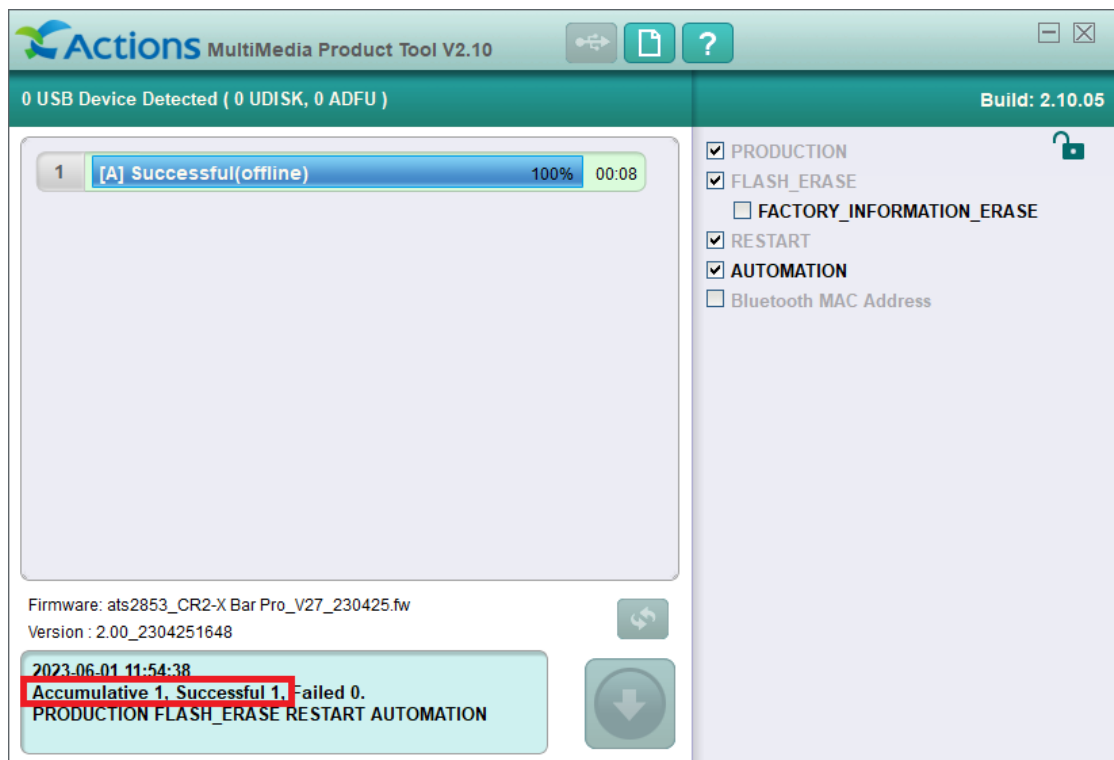 Actions MultiMedia Product Tool V2.10
?
0 USB Device Detected ( 0 UDISK, 0 ADFU )
Build: 2.10.05
1 [A] Successful(offline) 100% 00:08
PRODUCTION
FLASH_ERASE
FACTORY_INFORMATION_ERASE
RESTART
AUTOMATION
Bluetooth MAC Address
Firmware: ats2853_CR2-X Bar Pro_V27_230425.fw
Version : 2.00_2304251648
2023-06-01 11:54:38
Accumulative 1, Successful 1, Failed 0.
PRODUCTION FLASH_ERASE RESTART AUTOMATION